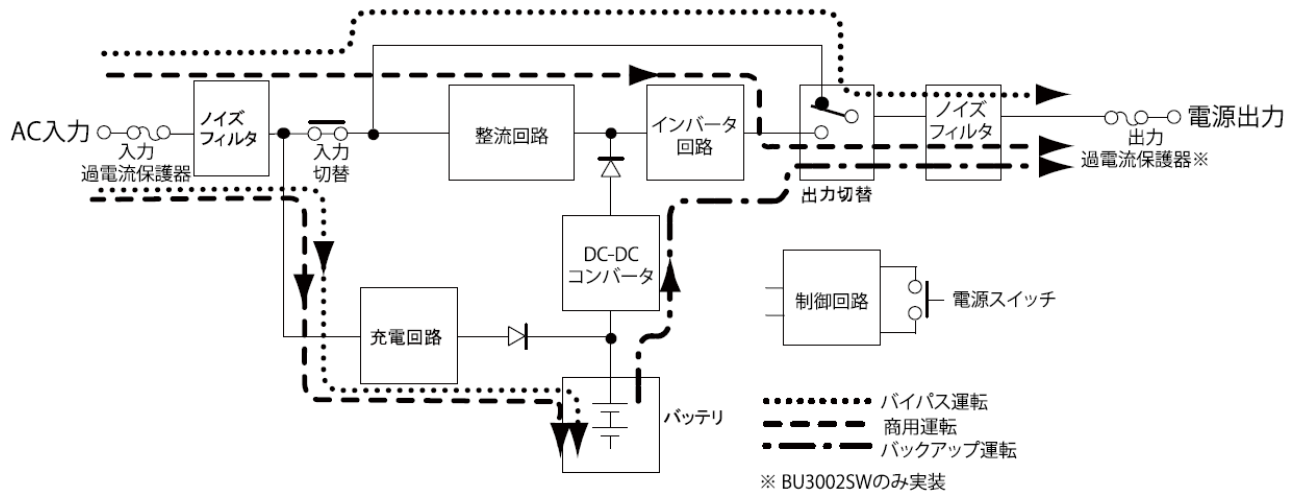 AC入力
入力
過電流保護器
ノイズ
フィルタ
入力
切替
整流回路
インバータ
回路
出力切替
ノイズ
フィルタ
電源出力
出力
過電流保護器※
DC-DC
コンバータ
制御回路
電源スイッチ
充電回路
バッテリ
バイパス運転
商用運転
バックアップ運転
※ BU3002SWのみ実装